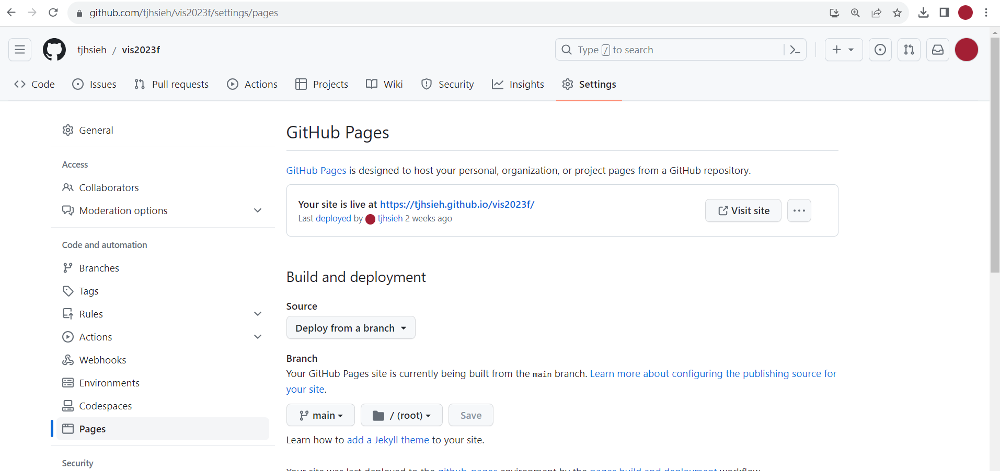 github.com/tjhsieh/vis2023f/settings/pages
tjhsieh / vis2023f
Type / to search
Code
Issues
Pull requests
Actions
Projects
Wiki
Security
Insights
Settings
General
Access
Collaborators
Moderation options
Code and automation
Branches
Tags
Rules
Actions
Webhooks
Environments
Codespaces
Pages
Security
GitHub Pages
GitHub Pages is designed to host your personal, organization, or project pages from a GitHub repository.
Your site is live at https://tjhsieh.github.io/vis2023f/
Last deployed by tjhsieh 2 weeks ago
Visit site
Build and deployment
Source
Deploy from a branch
Branch
Your GitHub Pages site is currently being built from the main branch. Learn more about configuring the publishing source for
your site.
main
/ (root)
Save
Learn how to add a Jekyll theme to your site.
Your site was last deployed to the github-pages environment by the pages build and deployment workflow.